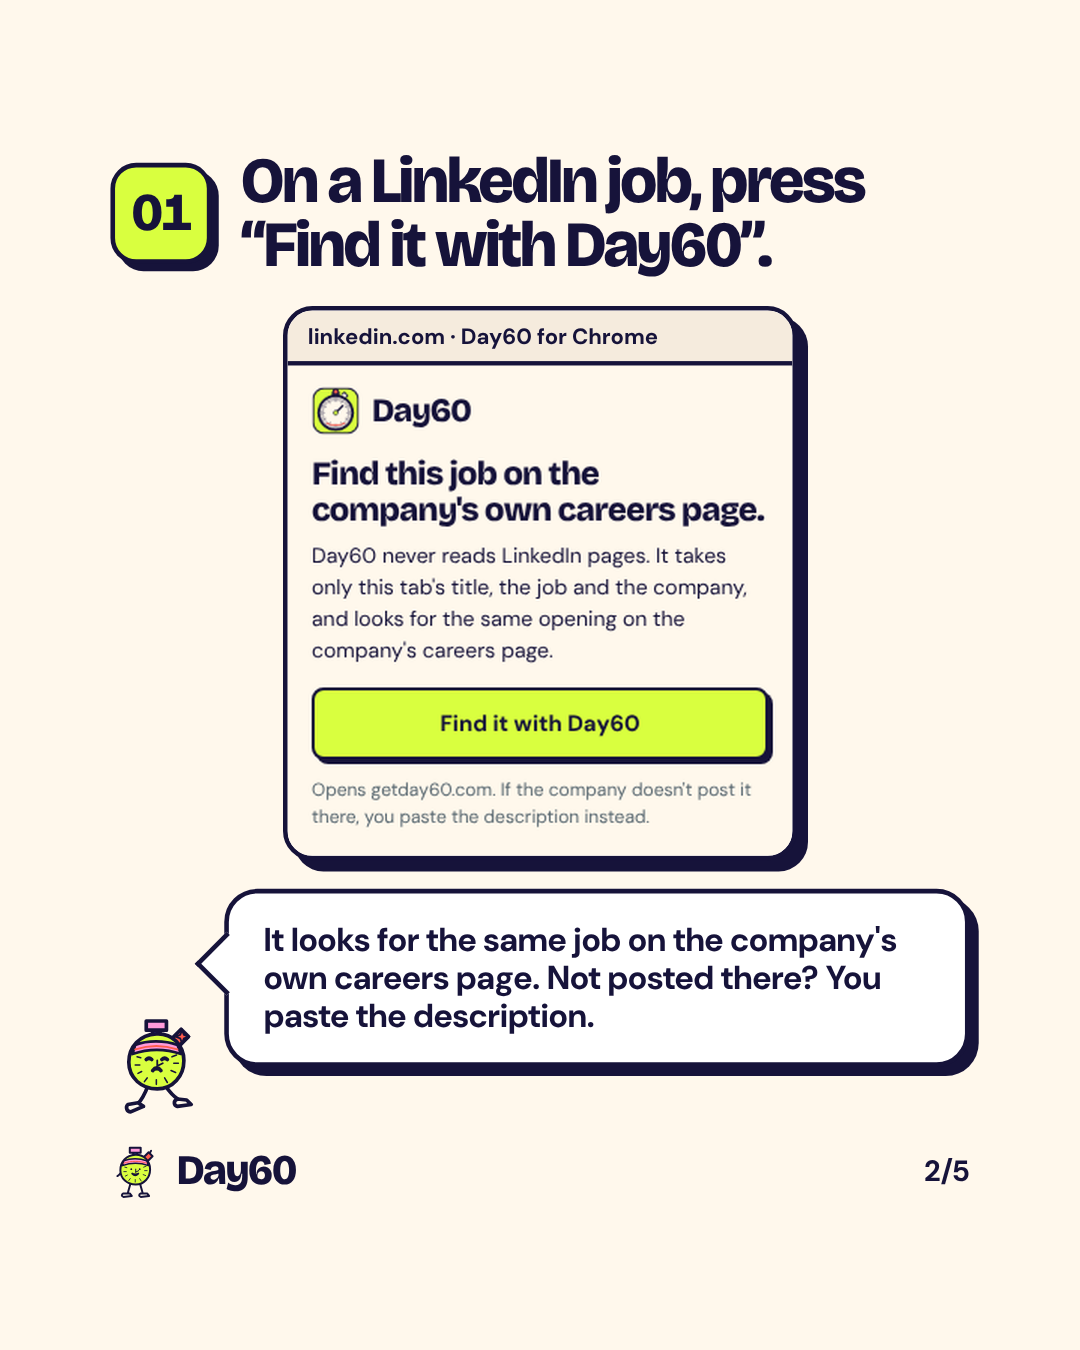 01
On a LinkedIn job, press
“Find it with Day60”.
linkedin.com · Day60 for Chrome
Day60
Find this job on the
company's own careers page.
Day60 never reads LinkedIn pages. It takes
only this tab's title, the job and the company,
and looks for the same opening on the
company's careers page.
Find it with Day60
Opens getday60.com. If the company doesn't post it
there, you paste the description instead.
It looks for the same job on the company's
own careers page. Not posted there? You
paste the description.
Day60
2/5